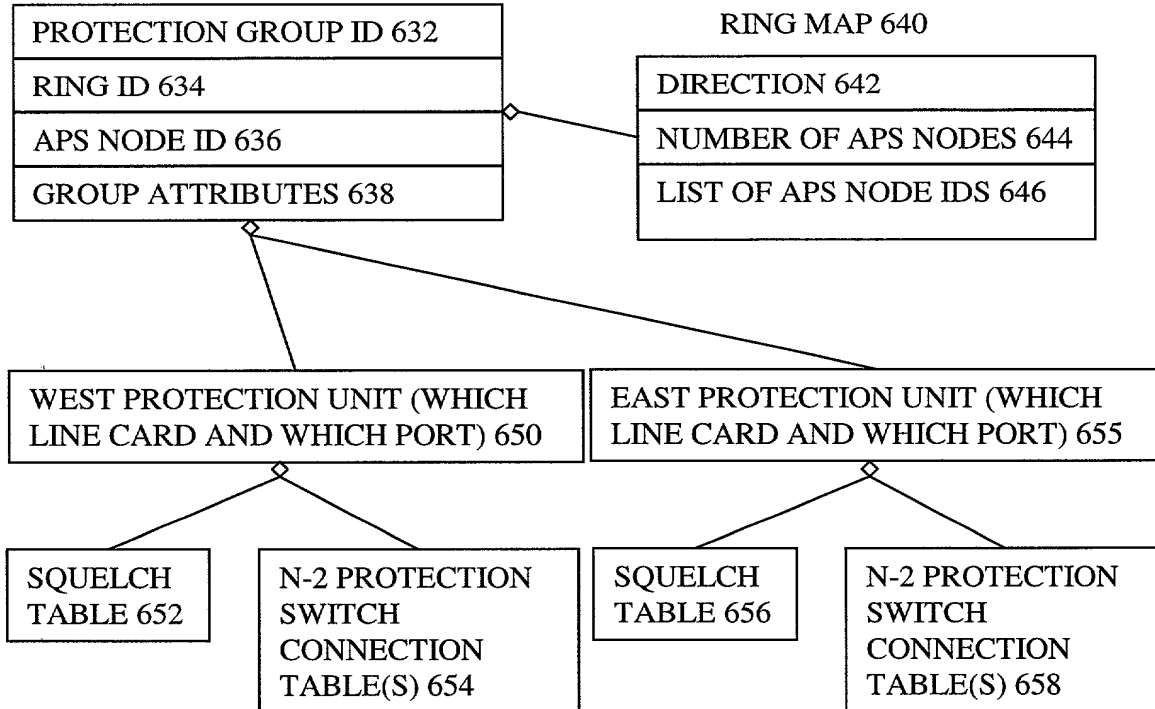 PROTECTION GROUP ID 632
RING ID 634
APS NODE ID 636
GROUP ATTRIBUTES 638
RING MAP 640
DIRECTION 642
NUMBER OF APS NODES 644
LIST OF APS NODE IDS 646
WEST PROTECTION UNIT (WHICH
LINE CARD AND WHICH PORT) 650
EAST PROTECTION UNIT (WHICH
LINE CARD AND WHICH PORT) 655
SQUELCH
TABLE 652
N-2 PROTECTION
SWITCH
CONNECTION
TABLE(S) 654
SQUELCH
TABLE 656
N-2 PROTECTION
SWITCH
CONNECTION
TABLE(S) 658